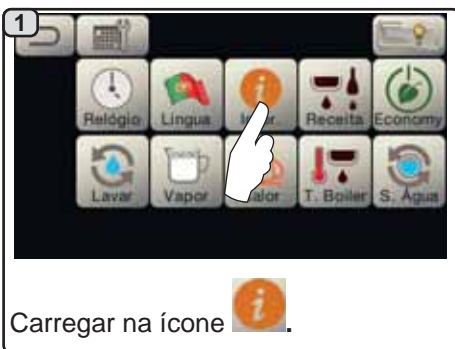 1
Relógio Língua Receita Economy
Lavar Vapor T. Boiler S. Água
Carregar na ícone i.